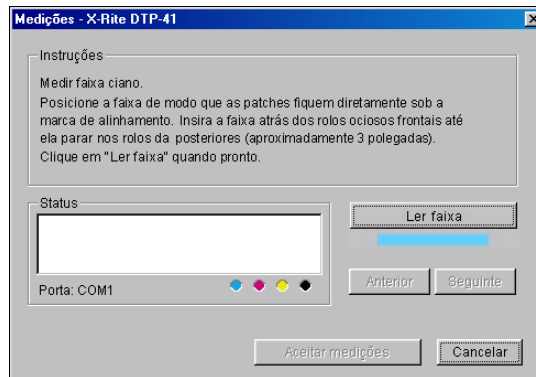 Medições - X-Rite DTP-41
Instruções
Medir faixa ciano.
Posicione a faixa de modo que as patches fiquem diretamente sob a
marca de alinhamento. Insira a faixa atrás dos rolos ociosos frontais até
ela parar nos rolos da posteriores (aproximadamente 3 polegadas).
Clique em "Ler faixa" quando pronto.
Status
Ler faixa
Porta: COM1
Anterior
Seguinte
Aceitar medições
Cancelar